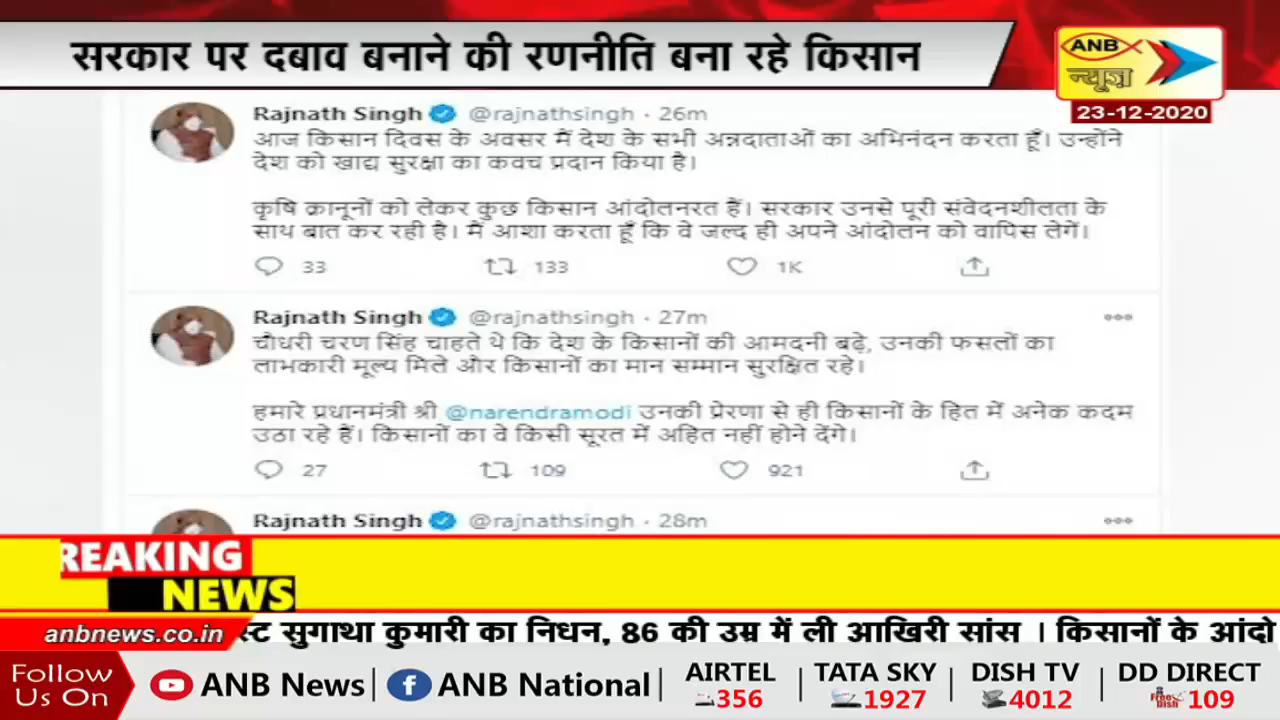 सरकार पर दबाव बनाने की रणनीति बना रहे किसान
ANB
न्यूज़
23-12-2020
Rajnath Singh @rajnathsingh · 26m
आज किसान दिवस के अवसर मैं देश के सभी अन्नदाताओं का अभिनंदन करता हूँ। उन्होंने
देश को खाद्य सुरक्षा का कवच प्रदान किया है।
कृषि क़ानूनों को लेकर कुछ किसान आंदोलनरत हैं। सरकार उनसे पूरी संवेदनशीलता के
साथ बात कर रही है। मैं आशा करता हूँ कि वे जल्द ही अपने आंदोलन को वापिस लेगें।
33 133 1K
Rajnath Singh @rajnathsingh · 27m
चौधरी चरण सिंह चाहते थे कि देश के किसानों की आमदनी बढ़े, उनकी फसलों का
लाभकारी मूल्य मिले और किसानों का मान सम्मान सुरक्षित रहे।
हमारे प्रधानमंत्री श्री @narendramodi उनकी प्रेरणा से ही किसानों के हित में अनेक कदम
उठा रहे हैं। किसानों का वे किसी सूरत में अहित नहीं होने देंगे।
27 109 921
Rajnath Singh @rajnathsingh · 28m
REAKING
NEWS
anbnews.co.in
स्ट सुगाथा कुमारी का निधन, 86 की उम्र में ली आखिरी सांस । किसानों के आंदो
Follow
Us On
ANB News
ANB National
AIRTEL
356
TATA SKY
1927
DISH TV
4012
DD DIRECT
Free Dish 109